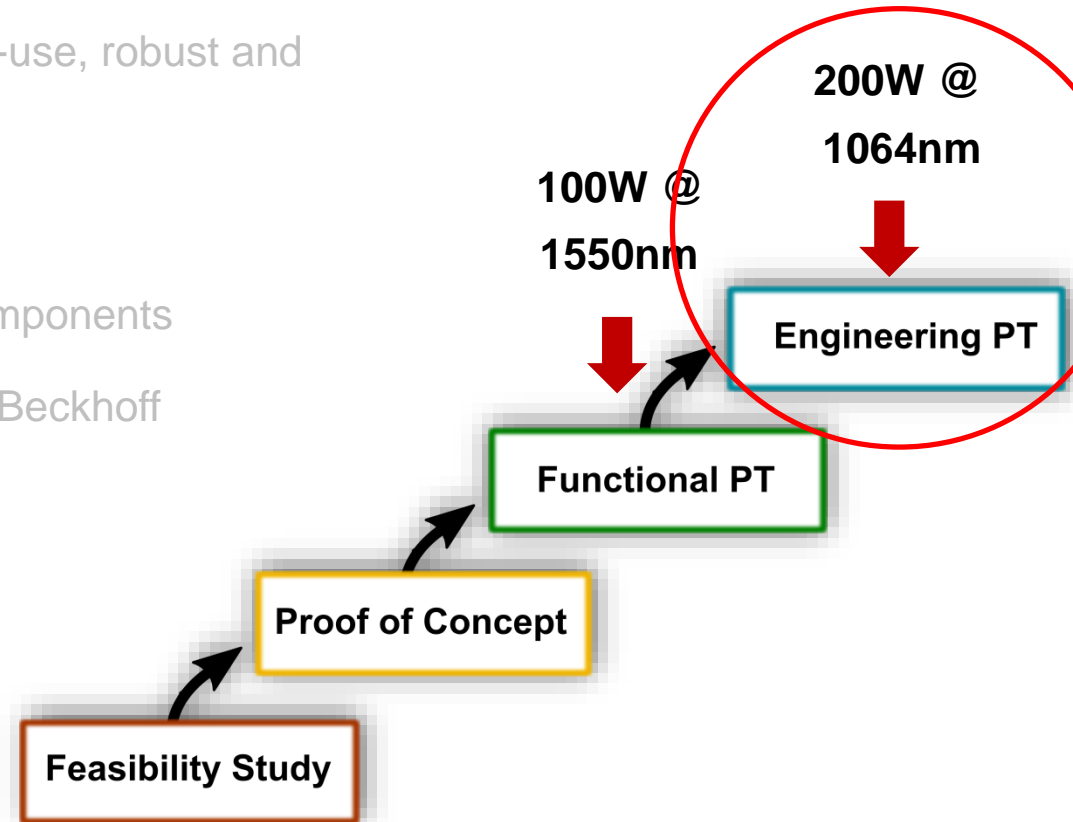 -use, robust and
200W @
1064nm
100W @
1550nm
mponents
Engineering PT
Beckhoff
Functional PT
Proof of Concept
Feasibility Study